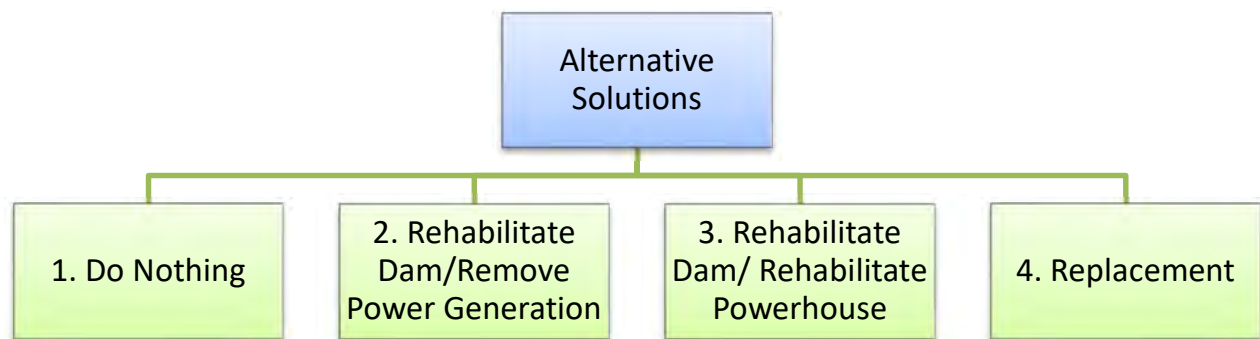 Alternative
Solutions
1. Do Nothing
2. Rehabilitate
Dam/Remove
Power Generation
3. Rehabilitate
Dam/ Rehabilitate
Powerhouse
4. Replacement